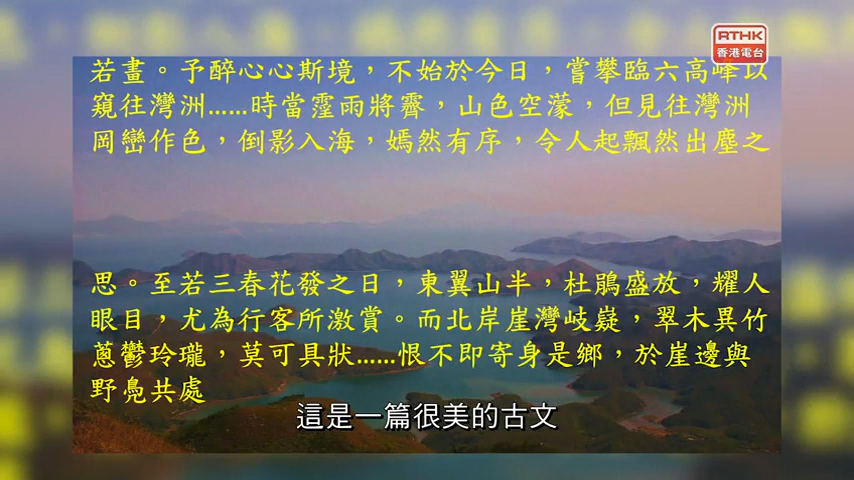 RTHK
香港電台
若畫。予醉心心斯境，不始於今日，嘗攀臨六高峰以
窺往灣洲……時當霪雨將霽，山色空濛，但見往灣洲
岡巒作色，倒影入海，嫣然有序，令人起飄然出塵之
思。至若三春花發之日，東翼山半，杜鵑盛放，耀人
眼目，尤為行客所激賞。而北岸崖灣岐嶷，翠木異竹
蔥鬱玲瓏，莫可具狀……恨不即寄身是鄉，於崖邊與
野鳧共處
這是一篇很美的古文